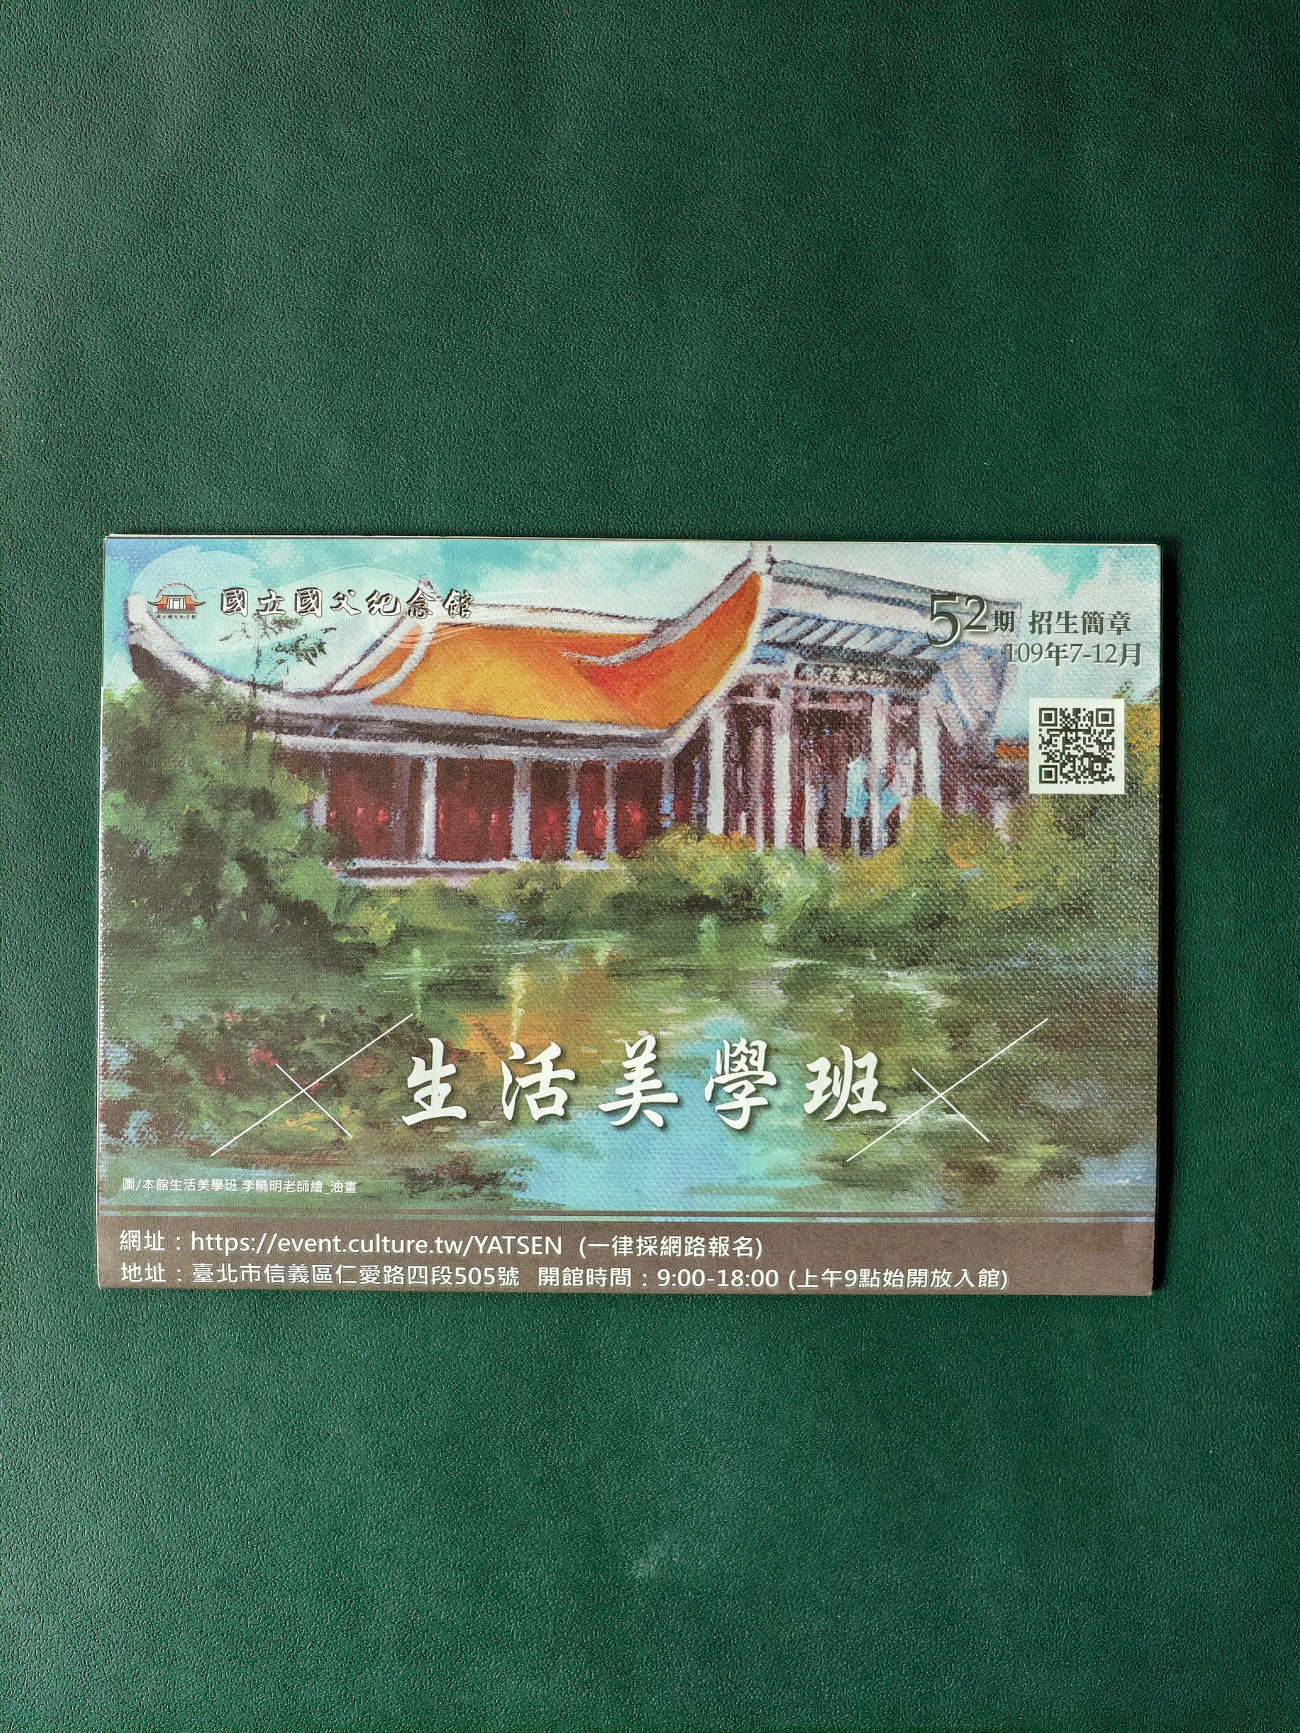 國立國父紀念館
52期 招生簡章
109年7-12月
生活美學班
圖/本館生活美學班 李曉明老師繪_油畫
網址：https://event.culture.tw/YATSEN (一律採網路報名)
地址：臺北市信義區仁愛路四段505號 開館時間：9:00-18:00 (上午9點始開放入館)